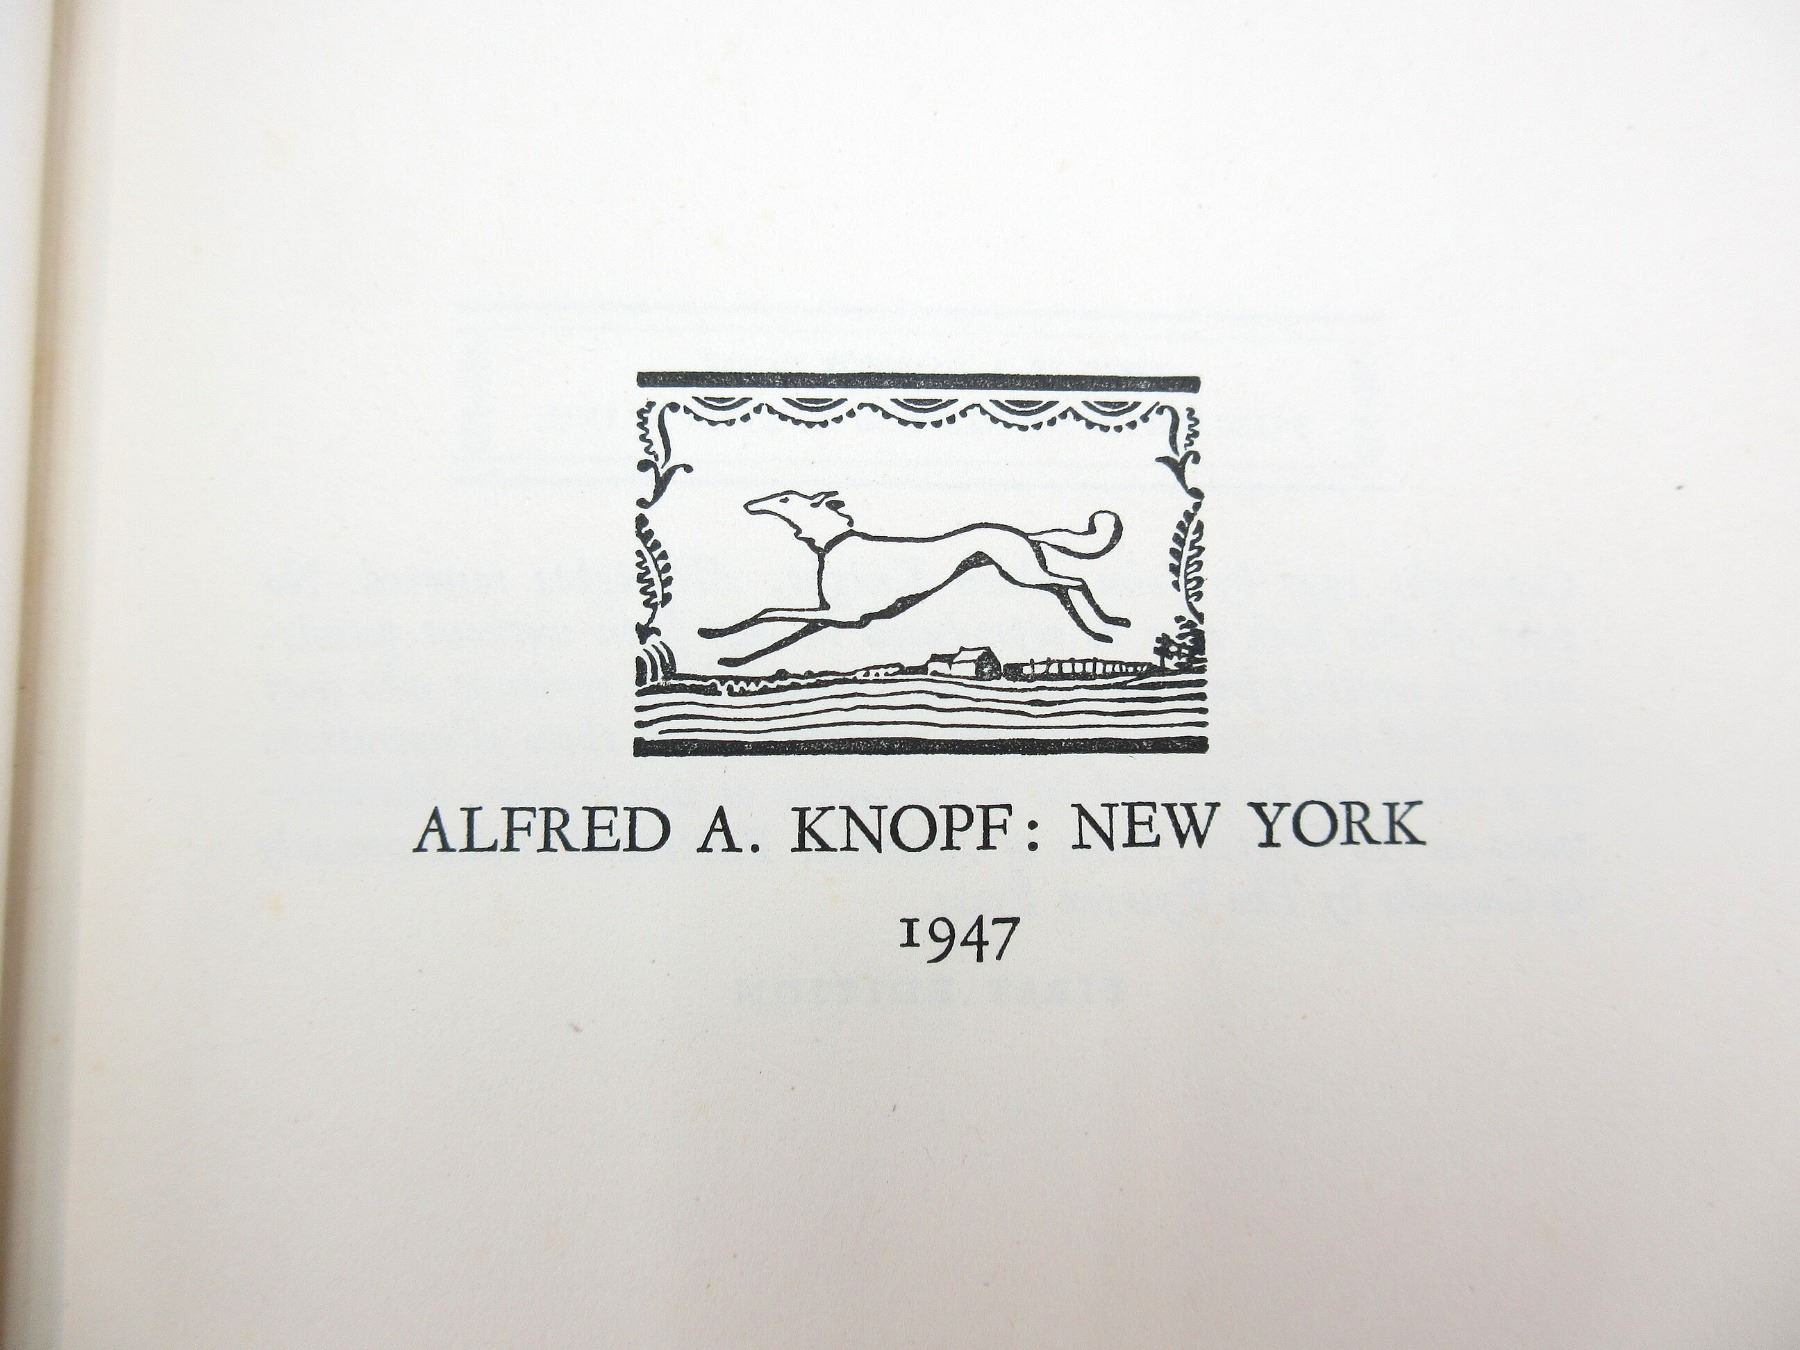 ALFRED A. KNOPF: NEW YORK
1947